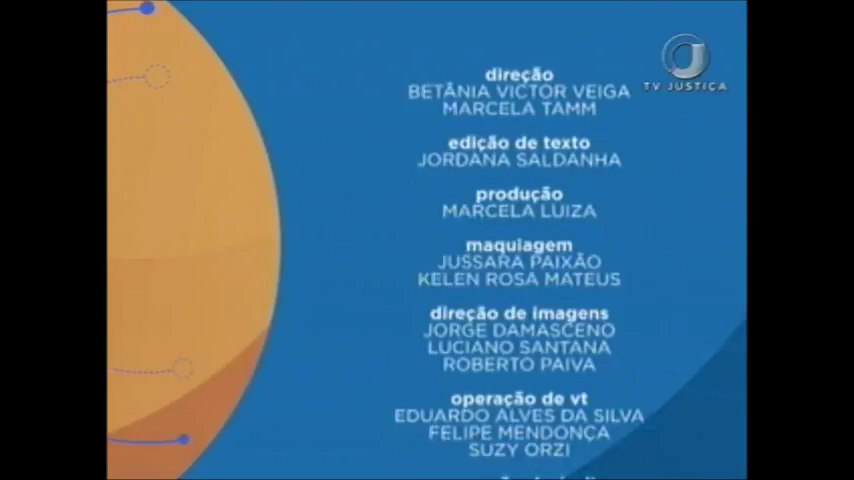 TV JUSTIÇA
direção
BETÂNIA VICTOR VEIGA
MARCELA TAMM
edição de texto
JORDANA SALDANHA
produção
MARCELA LUIZA
maquiagem
JUSSARA PAIXÃO
KELEN ROSA MATEUS
direção de imagens
JORGE DAMASCENO
LUCIANO SANTANA
ROBERTO PAIVA
operação de vt
EDUARDO ALVES DA SILVA
FELIPE MENDONÇA
SUZY ORZI